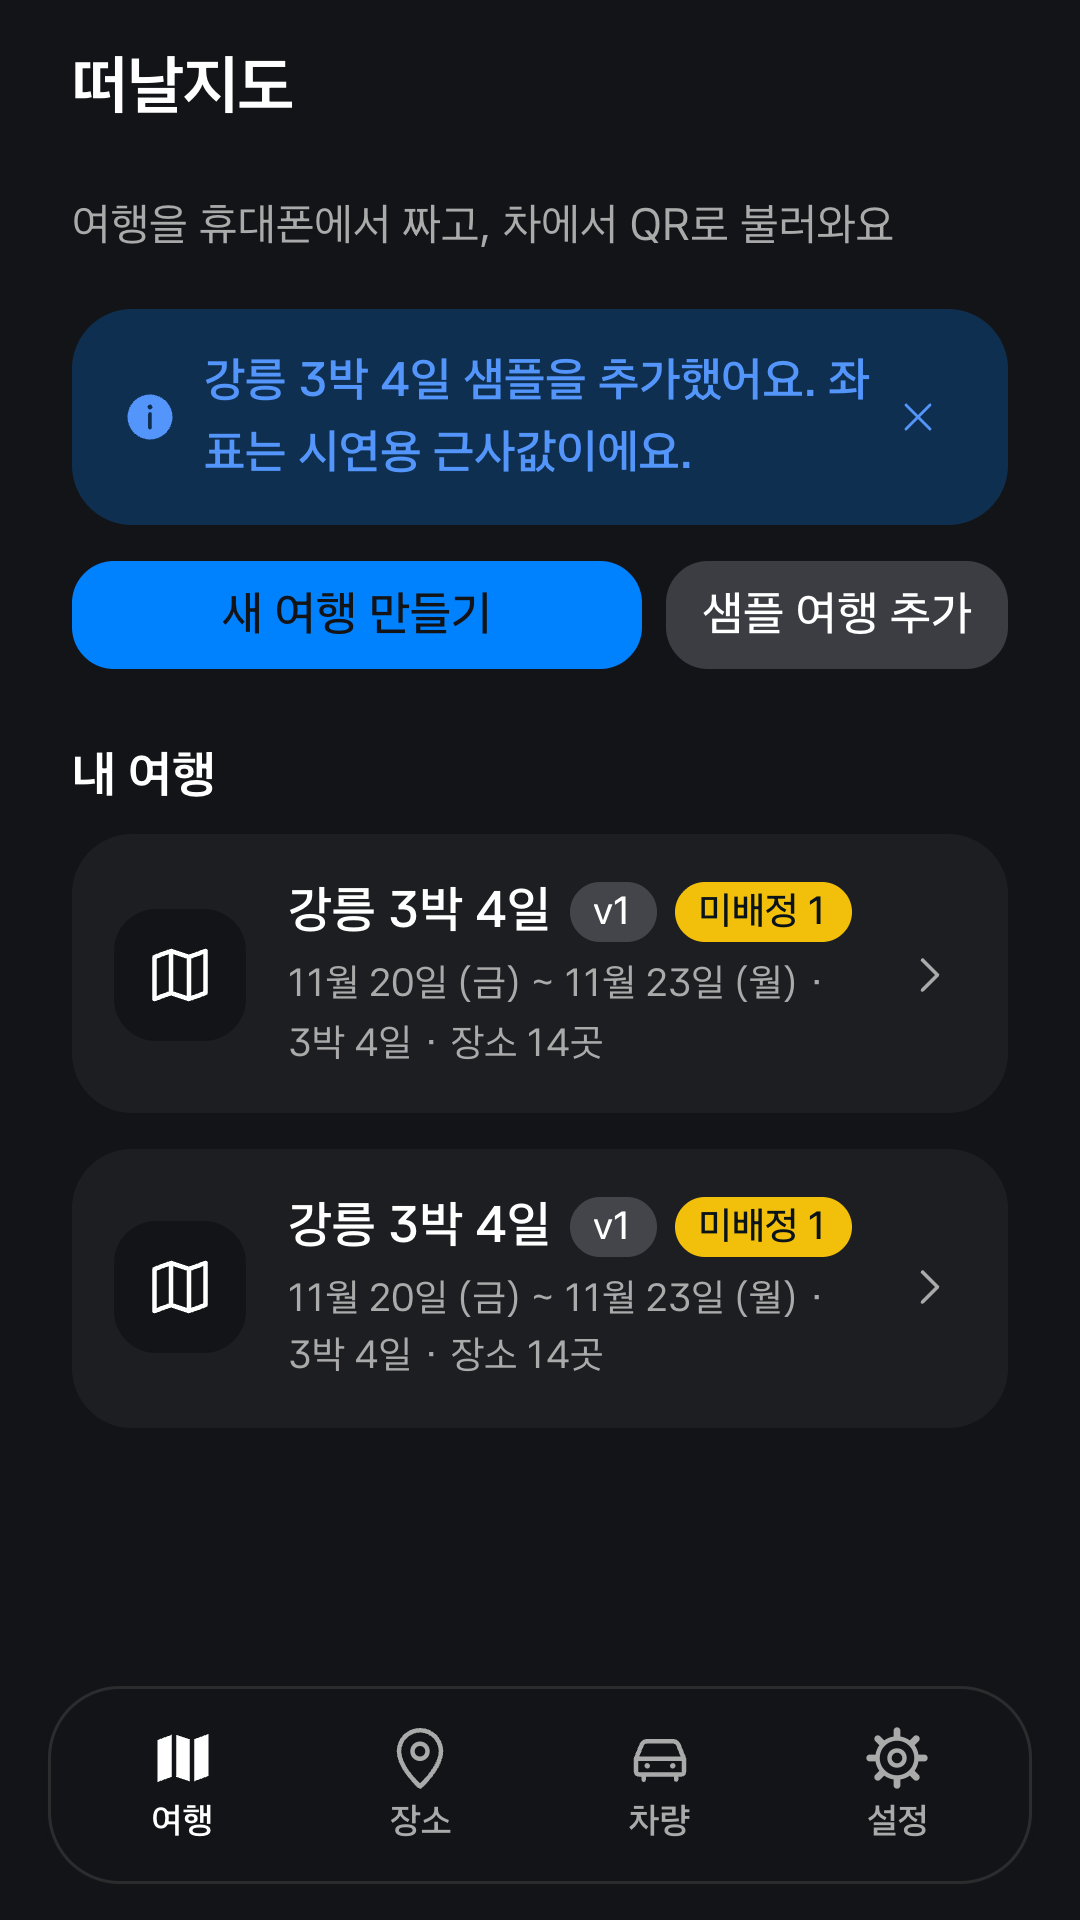 떠날지도
여행을 휴대폰에서 짜고, 차에서 QR로 불러와요
강릉 3박 4일 샘플을 추가했어요. 좌
표는 시연용 근사값이에요.
새 여행 만들기
샘플 여행 추가
내 여행
강릉 3박 4일 v1 미배정 1
11월 20일 (금) ~ 11월 23일 (월) ·
3박 4일 · 장소 14곳
강릉 3박 4일 v1 미배정 1
11월 20일 (금) ~ 11월 23일 (월) ·
3박 4일 · 장소 14곳
여행
장소
차량
설정